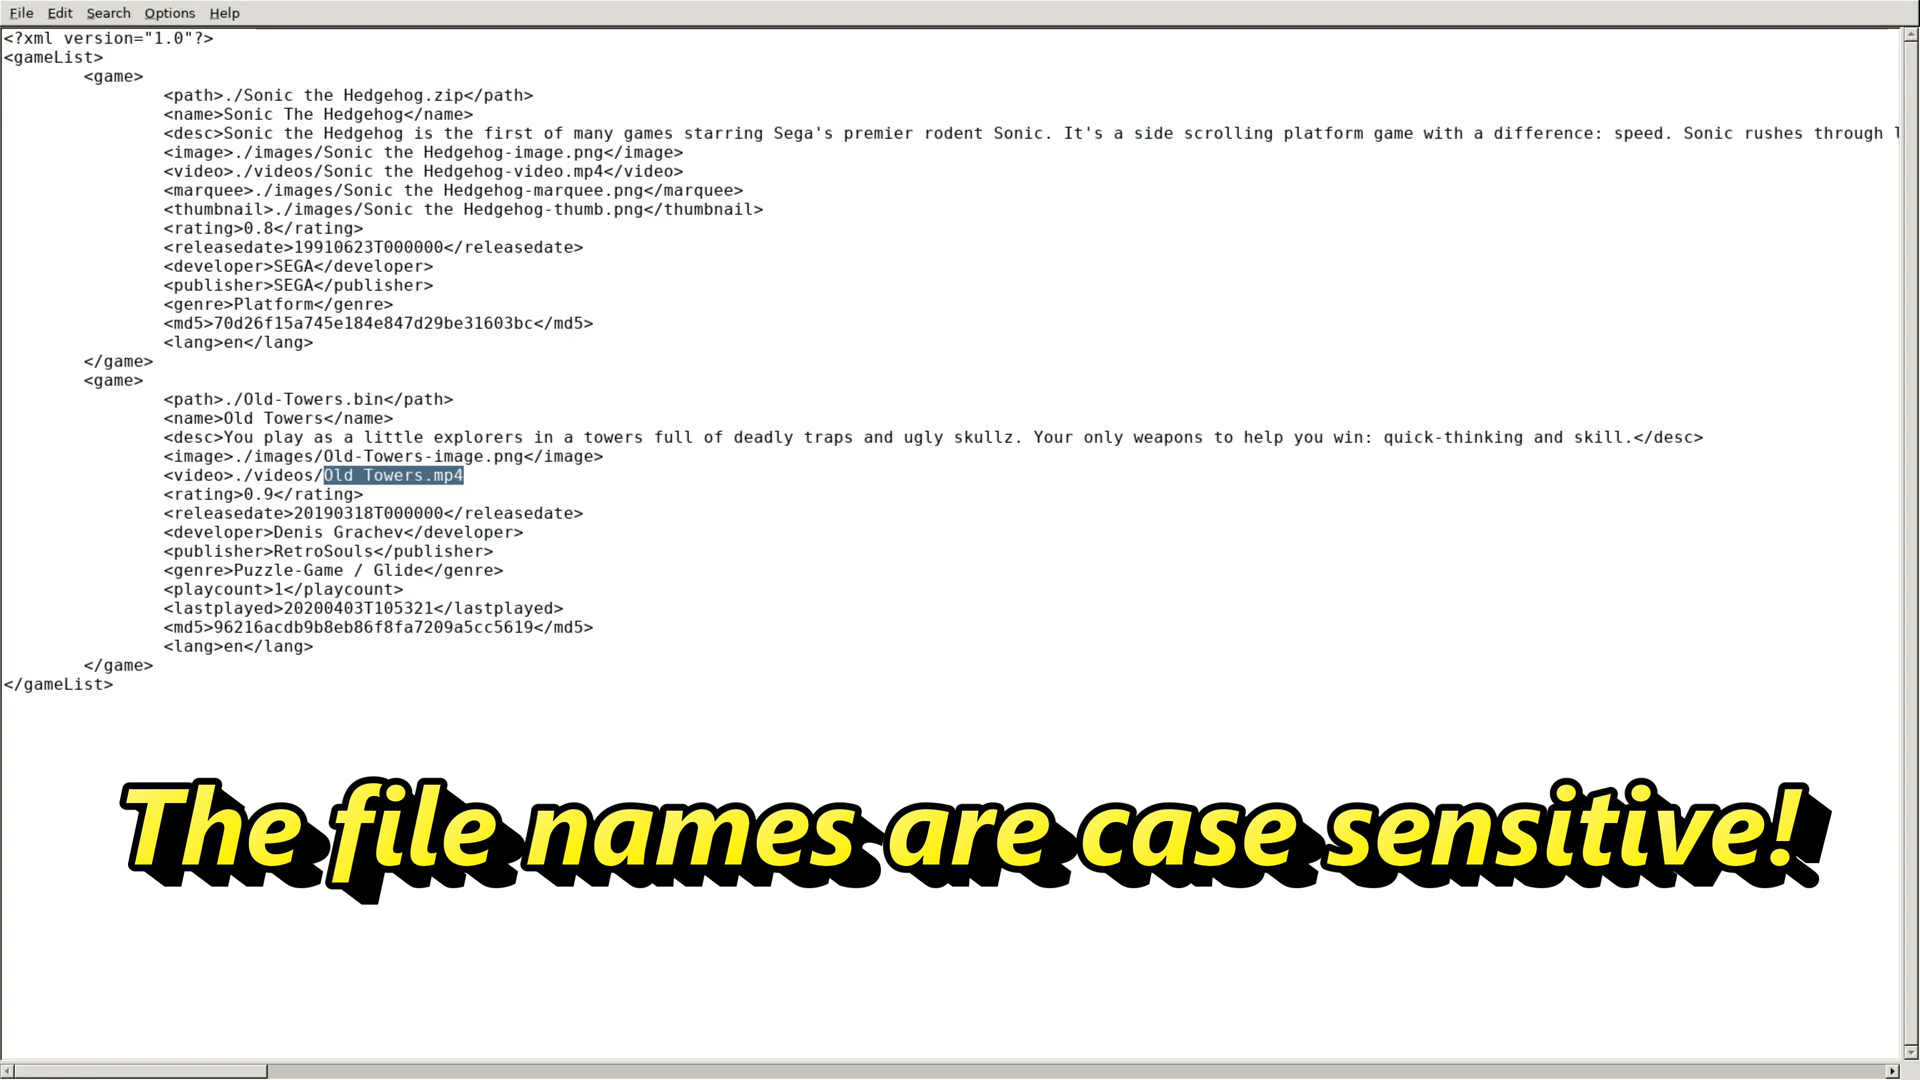 File Edit Search Options Help
<?xml version="1.0"?>
<gameList>
<game>
<path>./Sonic the Hedgehog.zip</path>
<name>Sonic The Hedgehog</name>
<desc>Sonic the Hedgehog is the first of many games starring Sega's premier rodent Sonic. It's a side scrolling platform game with a difference: speed. Sonic rushes through
<image>./images/Sonic the Hedgehog-image.png</image>
<video>./videos/Sonic the Hedgehog-video.mp4</video>
<marquee>./images/Sonic the Hedgehog-marquee.png</marquee>
<thumbnail>./images/Sonic the Hedgehog-thumb.png</thumbnail>
<rating>0.8</rating>
<releasedate>19910623T000000</releasedate>
<developer>SEGA</developer>
<publisher>SEGA</publisher>
<genre>Platform</genre>
<md5>70d26f15a745e184e847d29be31603bc</md5>
<lang>en</lang>
</game>
<game>
<path>./Old-Towers.bin</path>
<name>Old Towers</name>
<desc>You play as a little explorers in a towers full of deadly traps and ugly skullz. Your only weapons to help you win: quick-thinking and skill.</desc>
<image>./images/Old-Towers-image.png</image>
<video>./videos/Old Towers.mp4
<rating>0.9</rating>
<releasedate>20190318T000000</releasedate>
<developer>Denis Grachev</developer>
<publisher>RetroSouls</publisher>
<genre>Puzzle-Game / Glide</genre>
<playcount>1</playcount>
<lastplayed>20200403T105321</lastplayed>
<md5>96216acdb9b8eb86f8fa7209a5cc5619</md5>
<lang>en</lang>
</game>
</gameList>
The file names are case sensitive!